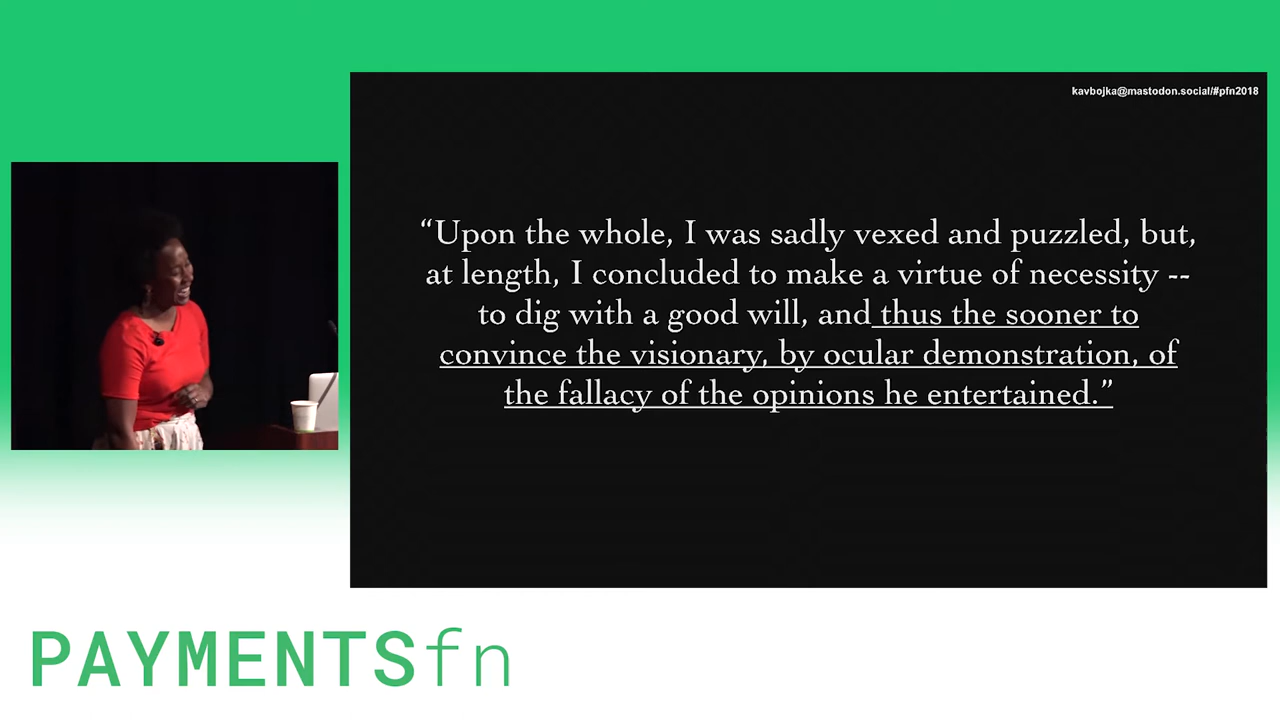 kavbojka@mastodon.social/#pfn2018
“Upon the whole, I was sadly vexed and puzzled, but,
at length, I concluded to make a virtue of necessity --
to dig with a good will, and thus the sooner to
convince the visionary, by ocular demonstration, of
the fallacy of the opinions he entertained.”
PAYMENTSfn